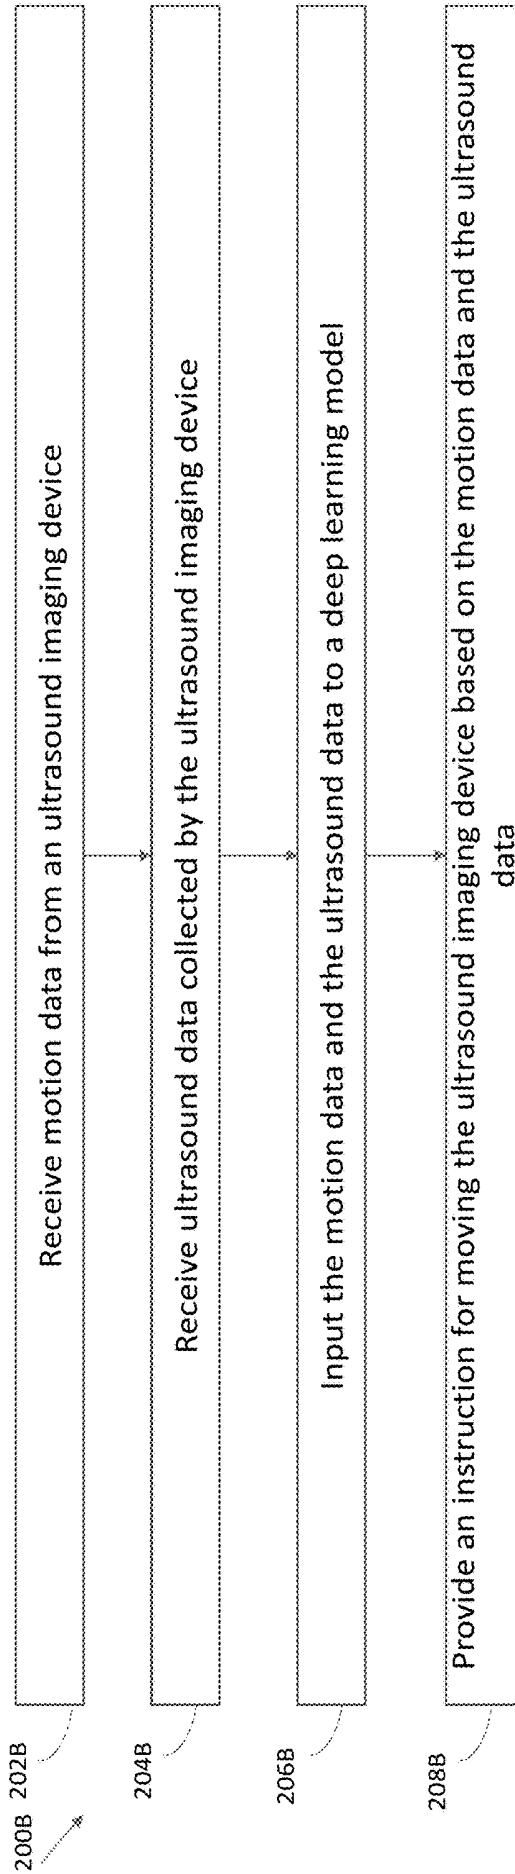 200B
202B
Receive motion data from an ultrasound imaging device
204B
Receive ultrasound data collected by the ultrasound imaging device
206B
Input the motion data and the ultrasound data to a deep learning model
208B
Provide an instruction for moving the ultrasound imaging device based on the motion data and the ultrasound
data